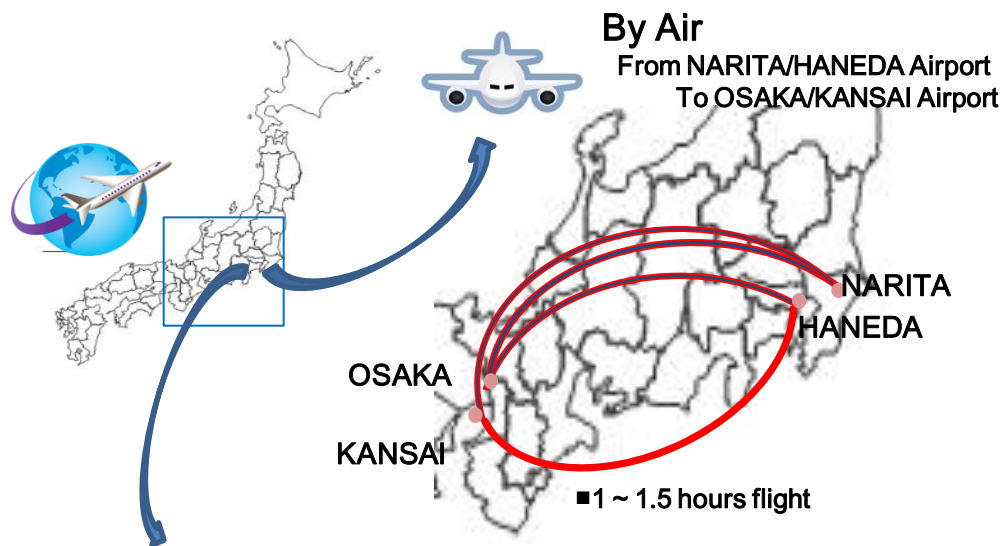 By Air
From NARITA/HANEDA Airport
To OSAKA/KANSAI Airport
NARITA
HANEDA
OSAKA
KANSAI
■1 ~ 1.5 hours flight